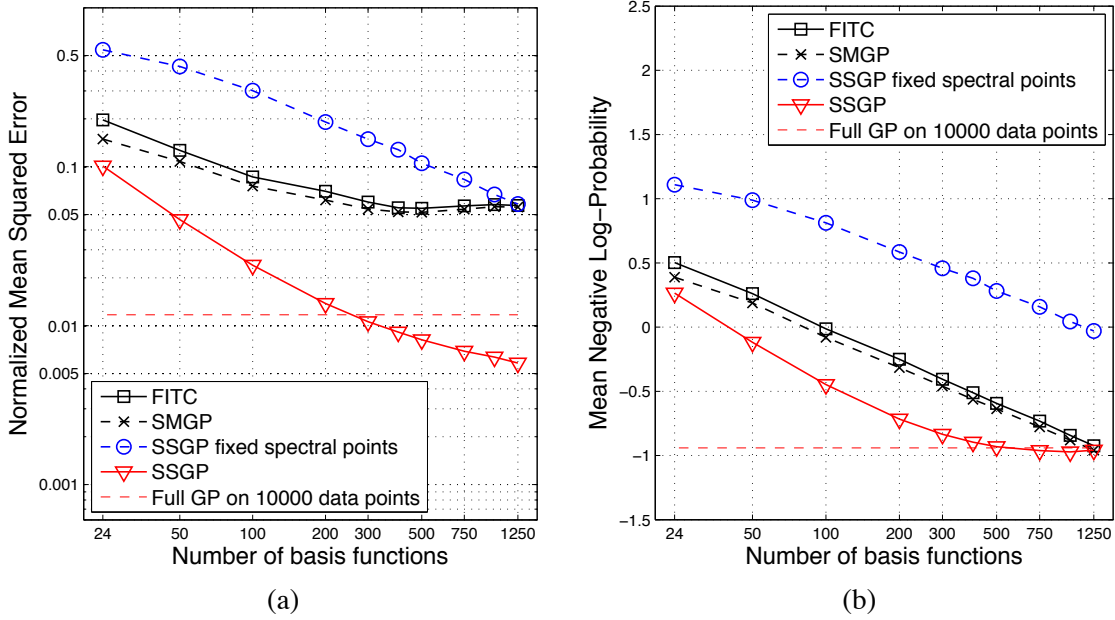 Normalized Mean Squared Error
0.5
0.1
0.05
0.01
0.005
0.001
FITC
SMGP
SSGP fixed spectral points
SSGP
Full GP on 10000 data points
24 50 100 200 300 500 750 1250
Number of basis functions
(a)
Mean Negative Log−Probability
2.5
2
1.5
1
0.5
0
−0.5
−1
−1.5
FITC
SMGP
SSGP fixed spectral points
SSGP
Full GP on 10000 data points
24 50 100 200 300 500 750 1250
Number of basis functions
(b)